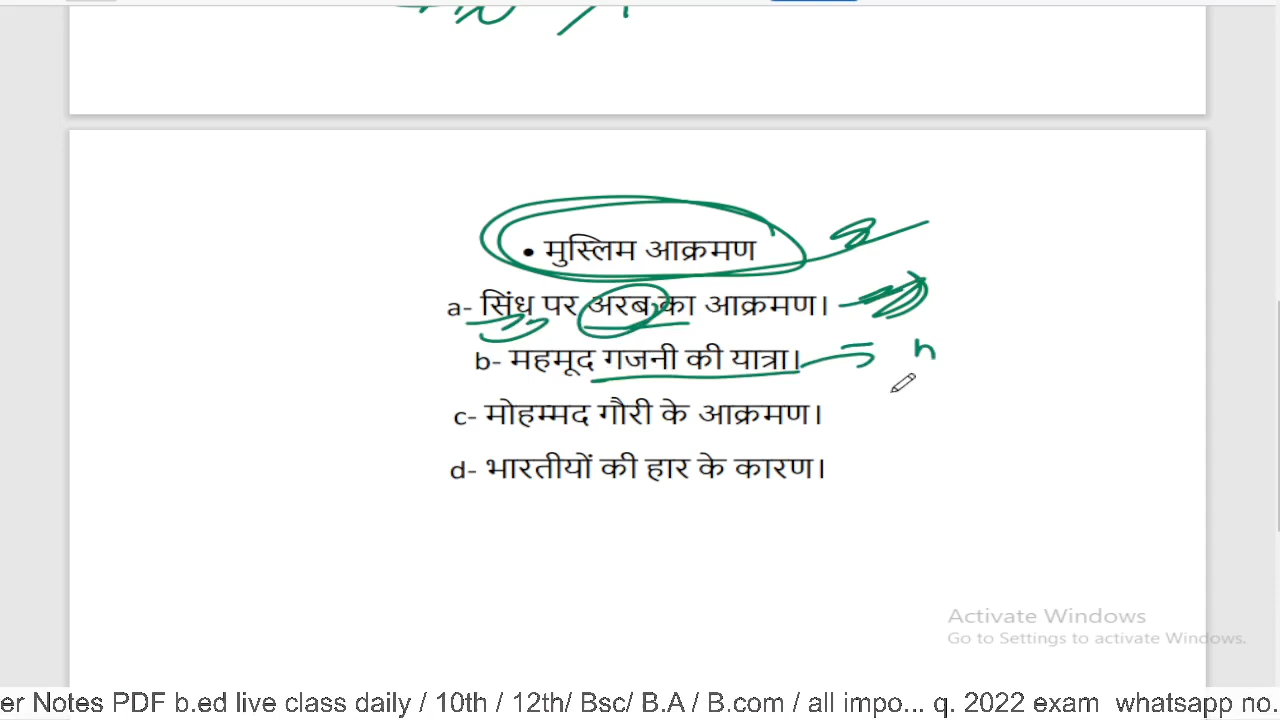 • मुस्लिम आक्रमण
a- सिंध पर अरब का आक्रमण।
b- महमूद गजनी की यात्रा।
c- मोहम्मद गौरी के आक्रमण।
d- भारतीयों की हार के कारण।
Activate Windows
Go to Settings to activate Windows.
er Notes PDF b.ed live class daily / 10th / 12th/ Bsc/ B.A / B.com / all impo... q. 2022 exam whatsapp no.